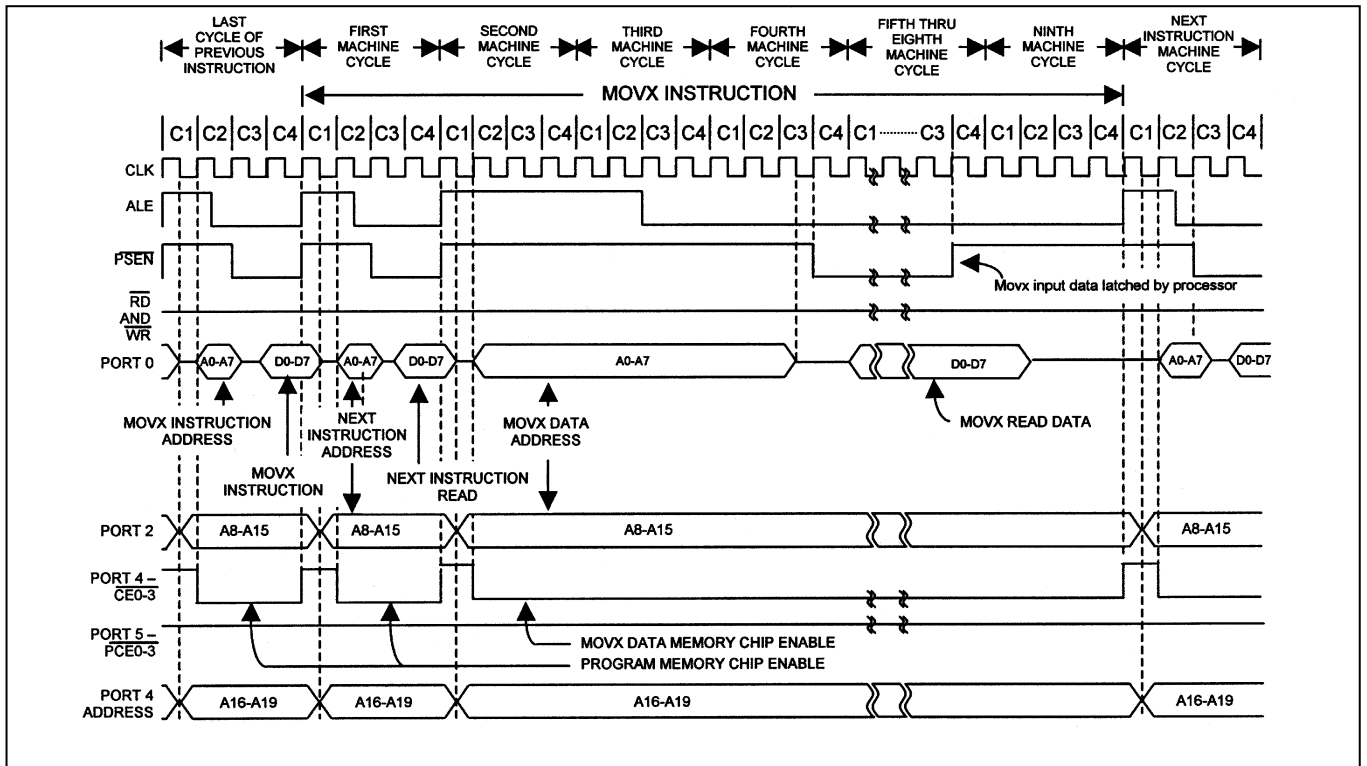 LAST
CYCLE OF
PREVIOUS
INSTRUCTION
FIRST
MACHINE
CYCLE
SECOND
MACHINE
CYCLE
THIRD
MACHINE
CYCLE
FOURTH
MACHINE
CYCLE
FIFTH THRU
EIGHTH
MACHINE
CYCLE
NINTH
MACHINE
CYCLE
NEXT
INSTRUCTION
MACHINE
CYCLE
MOVX INSTRUCTION
C1 C2 C3 C4 C1 C2 C3 C4 C1 C2 C3 C4 C1 C2 C3 C4 C1 C2 C3 C4 C1 ........ C3 C4 C1 C2 C3 C4 C1 C2 C3 C4
CLK
ALE
PSEN
Movx input data latched by processor
RD
AND
WR
PORT 0 A0-A7 D0-D7 A0-A7 D0-D7 A0-A7 D0-D7 A0-A7 D0-D7
MOVX INSTRUCTION
ADDRESS
NEXT
INSTRUCTION
ADDRESS
MOVX DATA
ADDRESS
MOVX READ DATA
MOVX
INSTRUCTION
NEXT INSTRUCTION
READ
PORT 2 A8-A15 A8-A15 A8-A15 A8-A15
PORT 4 –
CE0-3
PORT 5 –
PCE0-3
MOVX DATA MEMORY CHIP ENABLE
PROGRAM MEMORY CHIP ENABLE
PORT 4
ADDRESS
A16-A19 A16-A19 A16-A19 A16-A19